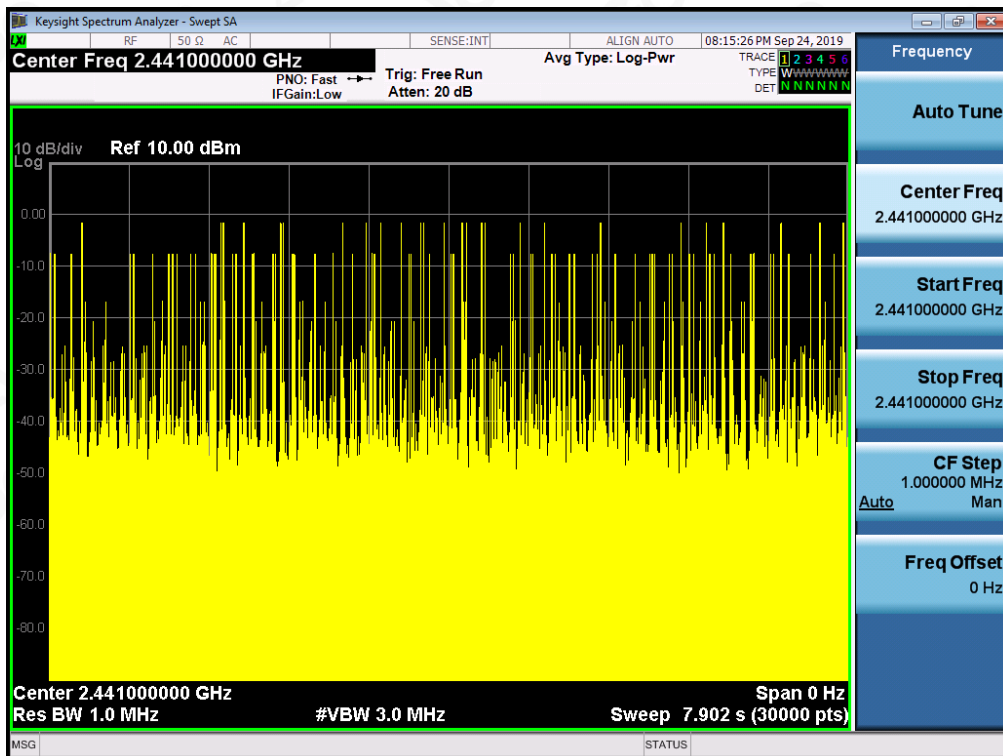 Keysight Spectrum Analyzer - Swept SA
LXI RF 50 Ω AC SENSE:INT ALIGN AUTO 08:15:26 PM Sep 24, 2019
Center Freq 2.441000000 GHz
PNO: Fast
IFGain:Low
Trig: Free Run
Atten: 20 dB
Avg Type: Log-Pwr
TRACE 1 2 3 4 5 6
TYPE WWWWWW
DET N N N N N N
10 dB/div Ref 10.00 dBm
Log
0.00
-10.0
-20.0
-30.0
-40.0
-50.0
-60.0
-70.0
-80.0
Center 2.441000000 GHz Span 0 Hz
Res BW 1.0 MHz #VBW 3.0 MHz Sweep 7.902 s (30000 pts)
MSG STATUS
Frequency
Auto Tune
Center Freq
2.441000000 GHz
Start Freq
2.441000000 GHz
Stop Freq
2.441000000 GHz
CF Step
1.000000 MHz
Auto Man
Freq Offset
0 Hz